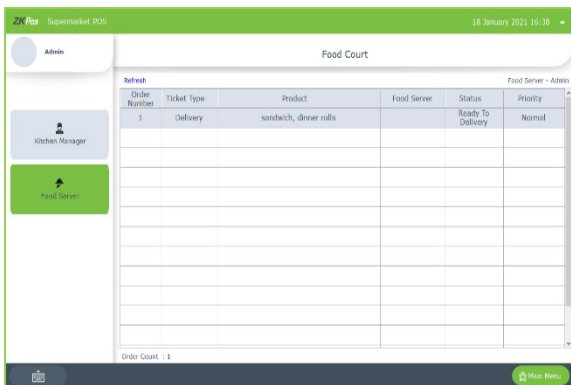 ZKPos Supermarket POS
18 January 2021 16:38
Admin
Food Court
Refresh
Food Server - Admin
Order Number
Ticket Type
Product
Food Server
Status
Priority
1
Delivery
sandwich, dinner rolls
Ready To Delivery
Normal
Kitchen Manager
Food Server
Order Count : 1
Main Menu